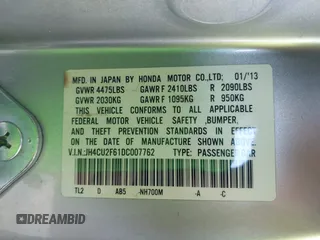 MFD. IN JAPAN BY HONDA MOTOR CO.,LTD. 01/'13
GVWR 4475LBS GAWR F 2410LBS R 2090LBS
GVWR 2030KG GAWR F 1095KG R 950KG
THIS VEHICLE CONFORMS TO ALL APPLICABLE
FEDERAL MOTOR VEHICLE SAFETY ,BUMPER,
AND THEFT PREVENTION STANDARDS IN EFFECT
ON THE DATE OF MANUFACTURE SHOWN ABOVE.
V.I.N.:JH4CU2F61DC007762 TYPE: PASSENGER CAR
TL2 D AB5 -NH700M -A -C
DREAMBID